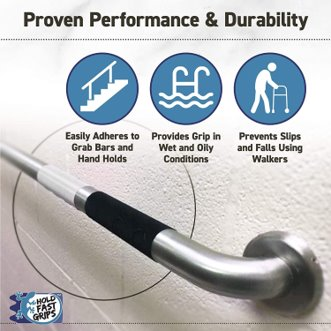 Proven Performance & Durability
Easily Adheres to
Grab Bars and
Hand Holds
Provides Grip in
Wet and Oily
Conditions
Prevents Slips
and Falls Using
Walkers
HOLD
FAST
GRIPS